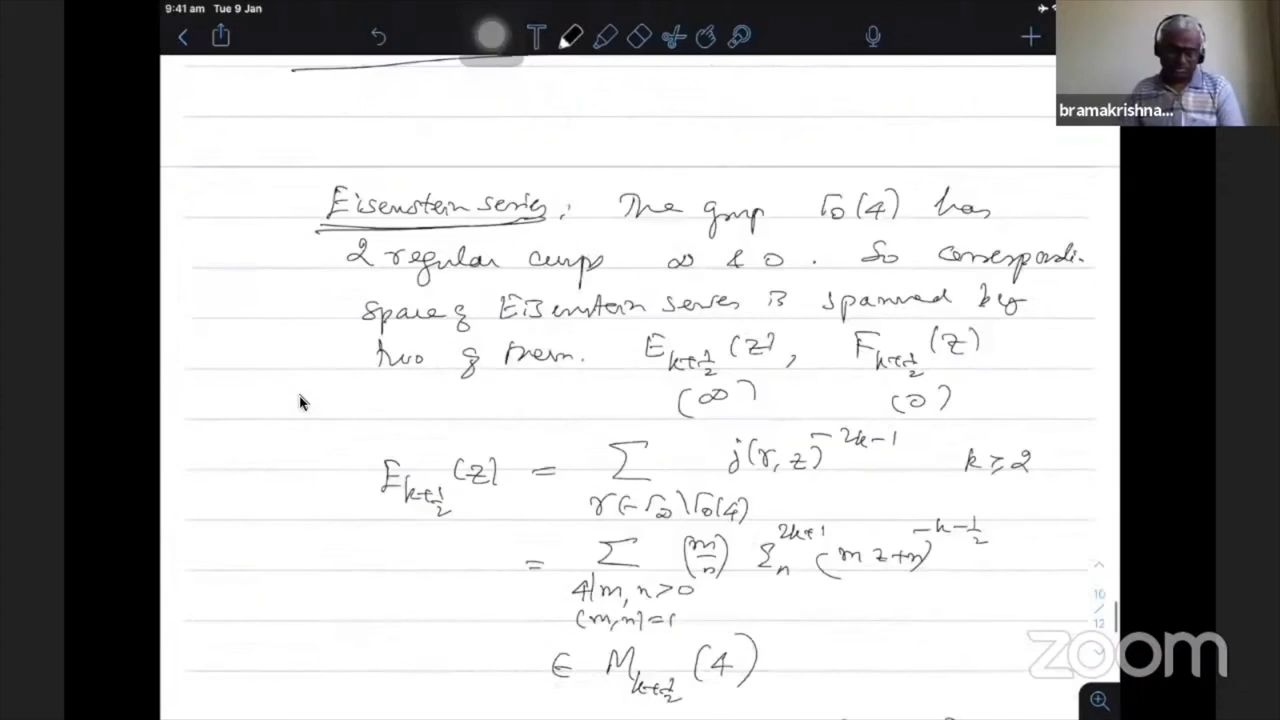 9:41 am Tue 9 Jan
bramakrishna...
Eisenstein series: The group Γ0(4) has
2 regular cusps ∞ & 0. So correspondi-
space of Eisenstein series is spanned by
two of them. E_{k+1/2}(z), F_{k+1/2}(z)
(∞) (0)
E_{k+1/2}(z) = Σ_{γ∈Γ∞\Γ0(4)} j(γ,z)^{-2k-1} k ≥ 2
= Σ_{4|m, n>0, (m,n)=1} (m/n) ε_n^{2k+1} (mz+n)^{-k-1/2}
∈ M_{k+1/2}(4)
10
/
12
zoom